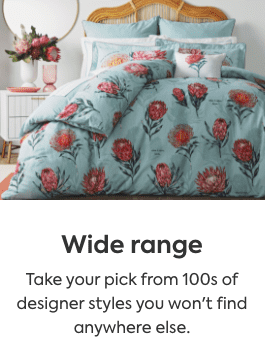 Wide range
Take your pick from 100s of
designer styles you won't find
anywhere else.